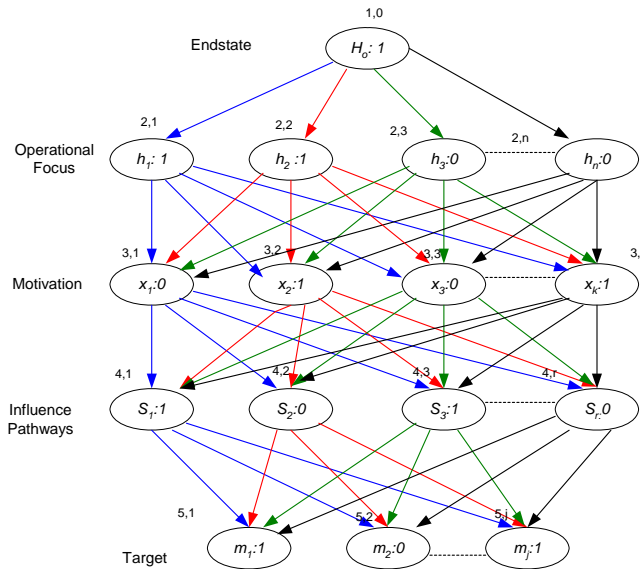 1,0
Endstate
Ho: 1
2,1
2,2
2,3
2,n
Operational
Focus
h1: 1
h2 :1
h3:0
hn:0
3,1
3,2
3,3
3,
Motivation
x1:0
x2:1
x3:0
xk:1
4,1
4,2
4,3
4,r
Influence
Pathways
S1:1
S2:0
S3:1
Sr:0
5,1
5,2
5,j
Target
m1:1
m2:0
mj:1